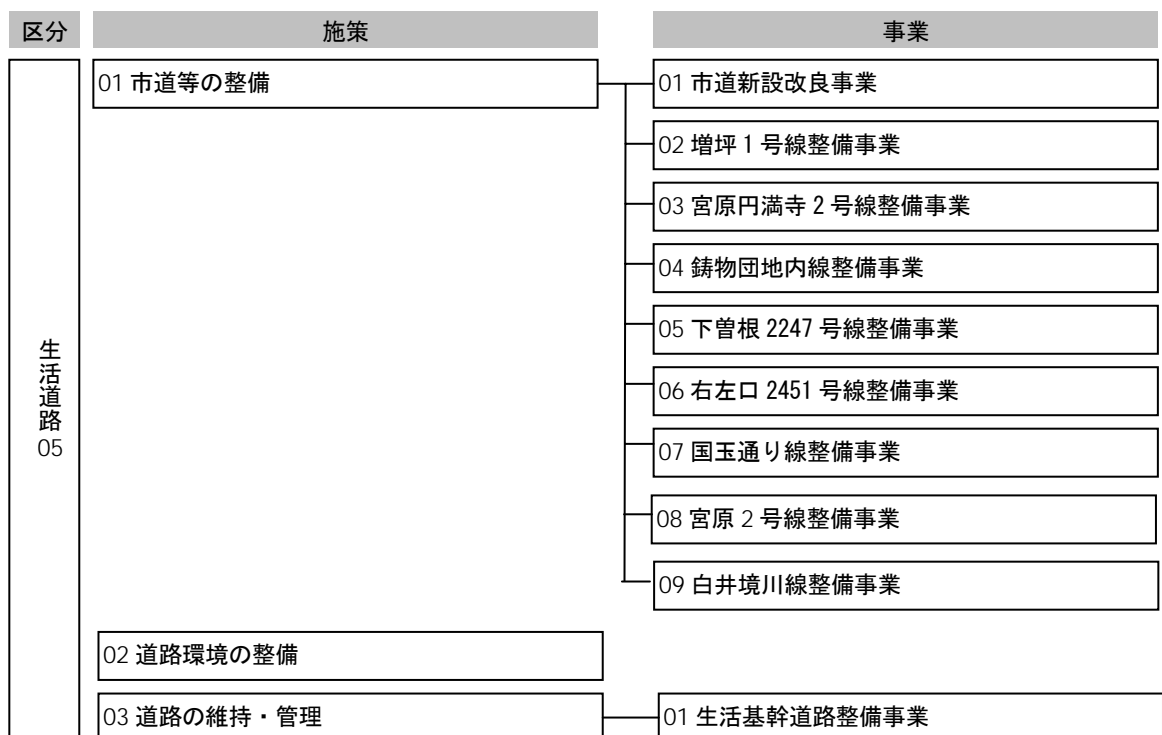 区分 施策 事業
生活道路 05
01 市道等の整備
01 市道新設改良事業
02 増坪 1 号線整備事業
03 宮原円満寺 2 号線整備事業
04 鋳物団地内線整備事業
05 下曽根 2247 号線整備事業
06 右左口 2451 号線整備事業
07 国玉通り線整備事業
08 宮原 2 号線整備事業
09 白井境川線整備事業
02 道路環境の整備
03 道路の維持・管理
01 生活基幹道路整備事業